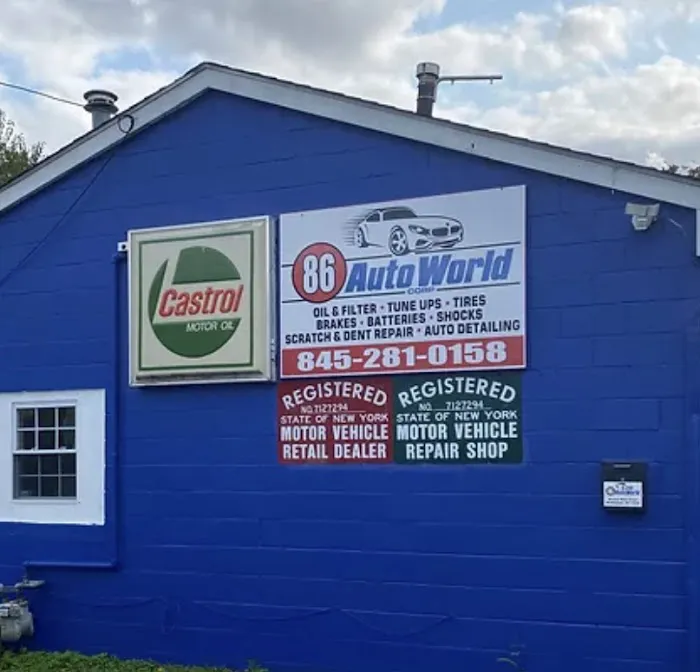 Castrol
MOTOR OIL
86 Auto World
CORP
OIL & FILTER • TUNE UPS • TIRES
BRAKES • BATTERIES • SHOCKS
SCRATCH & DENT REPAIR • AUTO DETAILING
845-281-0158
REGISTERED
NO. 7127294
STATE OF NEW YORK
MOTOR VEHICLE
RETAIL DEALER
REGISTERED
NO. 7127294
STATE OF NEW YORK
MOTOR VEHICLE
REPAIR SHOP